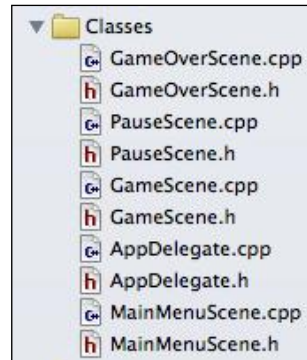 Classes
GameOverScene.cpp
GameOverScene.h
PauseScene.cpp
PauseScene.h
GameScene.cpp
GameScene.h
AppDelegate.cpp
AppDelegate.h
MainMenuScene.cpp
MainMenuScene.h